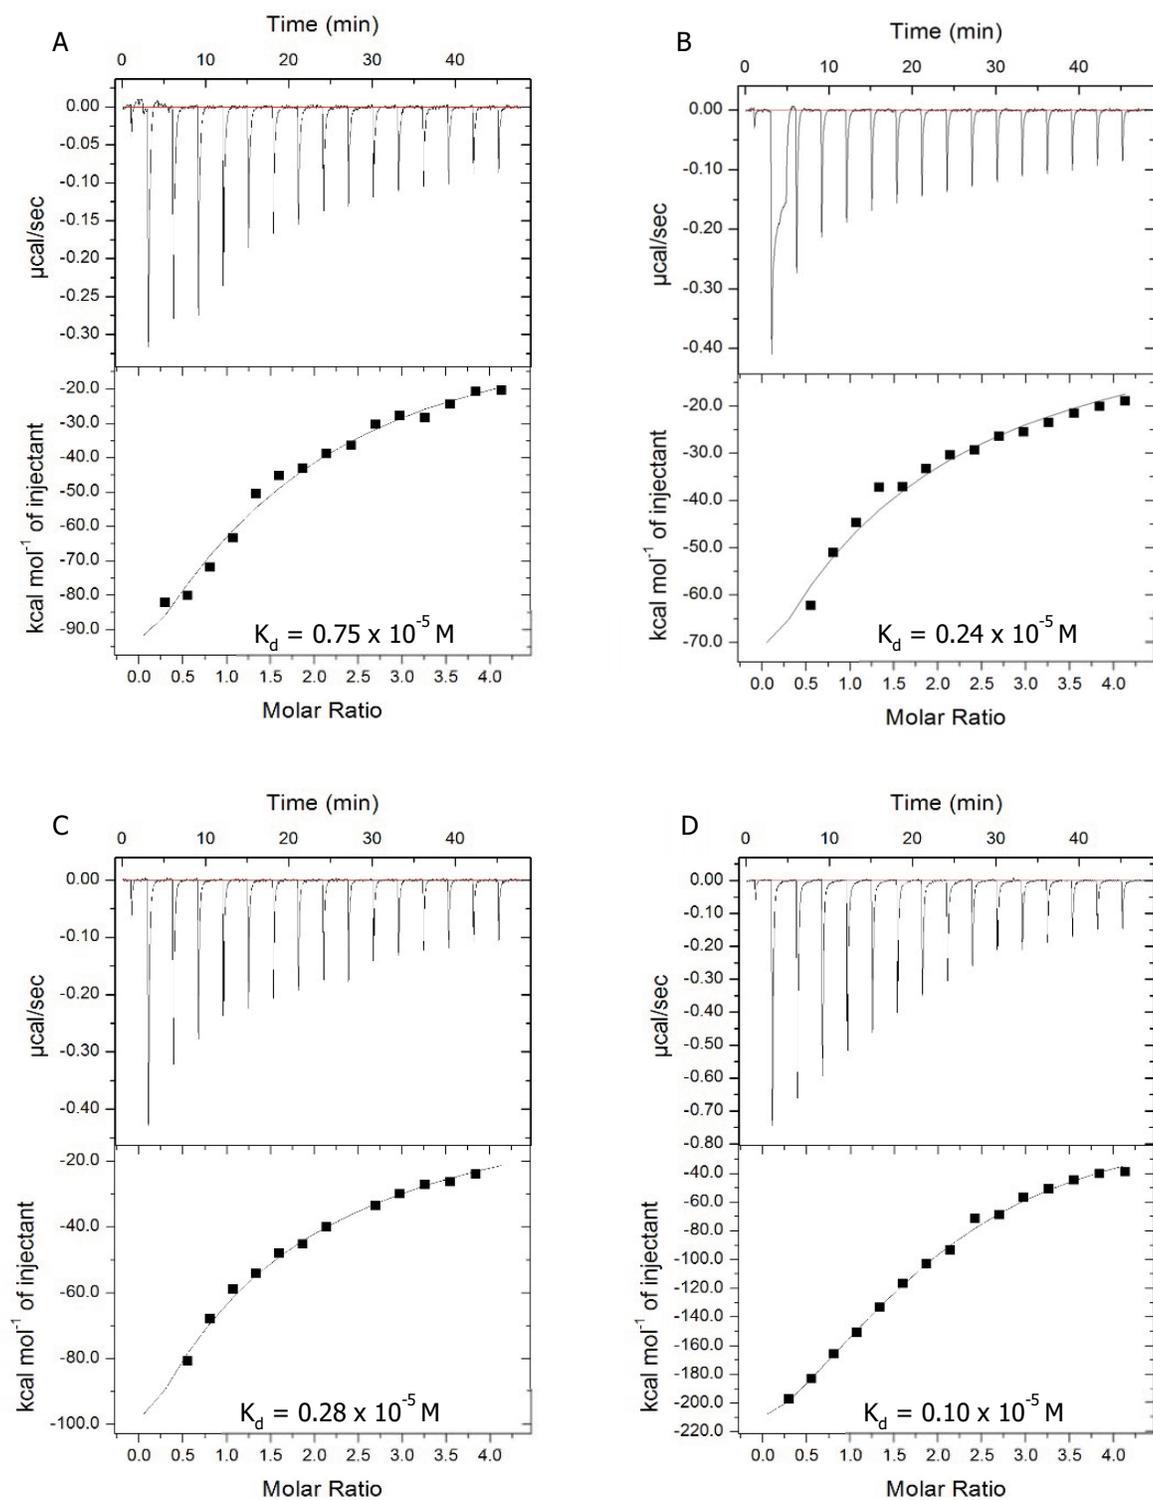 A
Time (min)
0 10 20 30 40
0.00
-0.05
-0.10
-0.15
-0.20
-0.25
-0.30
µcal/sec
-20.0
-30.0
-40.0
-50.0
-60.0
-70.0
-80.0
-90.0
kcal mol⁻¹ of injectant
K_d = 0.75 x 10⁻⁵ M
0.0 0.5 1.0 1.5 2.0 2.5 3.0 3.5 4.0
Molar Ratio
B
Time (min)
0 10 20 30 40
0.00
-0.10
-0.20
-0.30
-0.40
µcal/sec
-20.0
-30.0
-40.0
-50.0
-60.0
-70.0
kcal mol⁻¹ of injectant
K_d = 0.24 x 10⁻⁵ M
0.0 0.5 1.0 1.5 2.0 2.5 3.0 3.5 4.0
Molar Ratio
C
Time (min)
0 10 20 30 40
0.00
-0.10
-0.20
-0.30
-0.40
µcal/sec
-20.0
-40.0
-60.0
-80.0
-100.0
kcal mol⁻¹ of injectant
K_d = 0.28 x 10⁻⁵ M
0.0 0.5 1.0 1.5 2.0 2.5 3.0 3.5 4.0
Molar Ratio
D
Time (min)
0 10 20 30 40
0.00
-0.10
-0.20
-0.30
-0.40
-0.50
-0.60
-0.70
-0.80
µcal/sec
-40.0
-60.0
-80.0
-100.0
-120.0
-140.0
-160.0
-180.0
-200.0
-220.0
kcal mol⁻¹ of injectant
K_d = 0.10 x 10⁻⁵ M
0.0 0.5 1.0 1.5 2.0 2.5 3.0 3.5 4.0
Molar Ratio